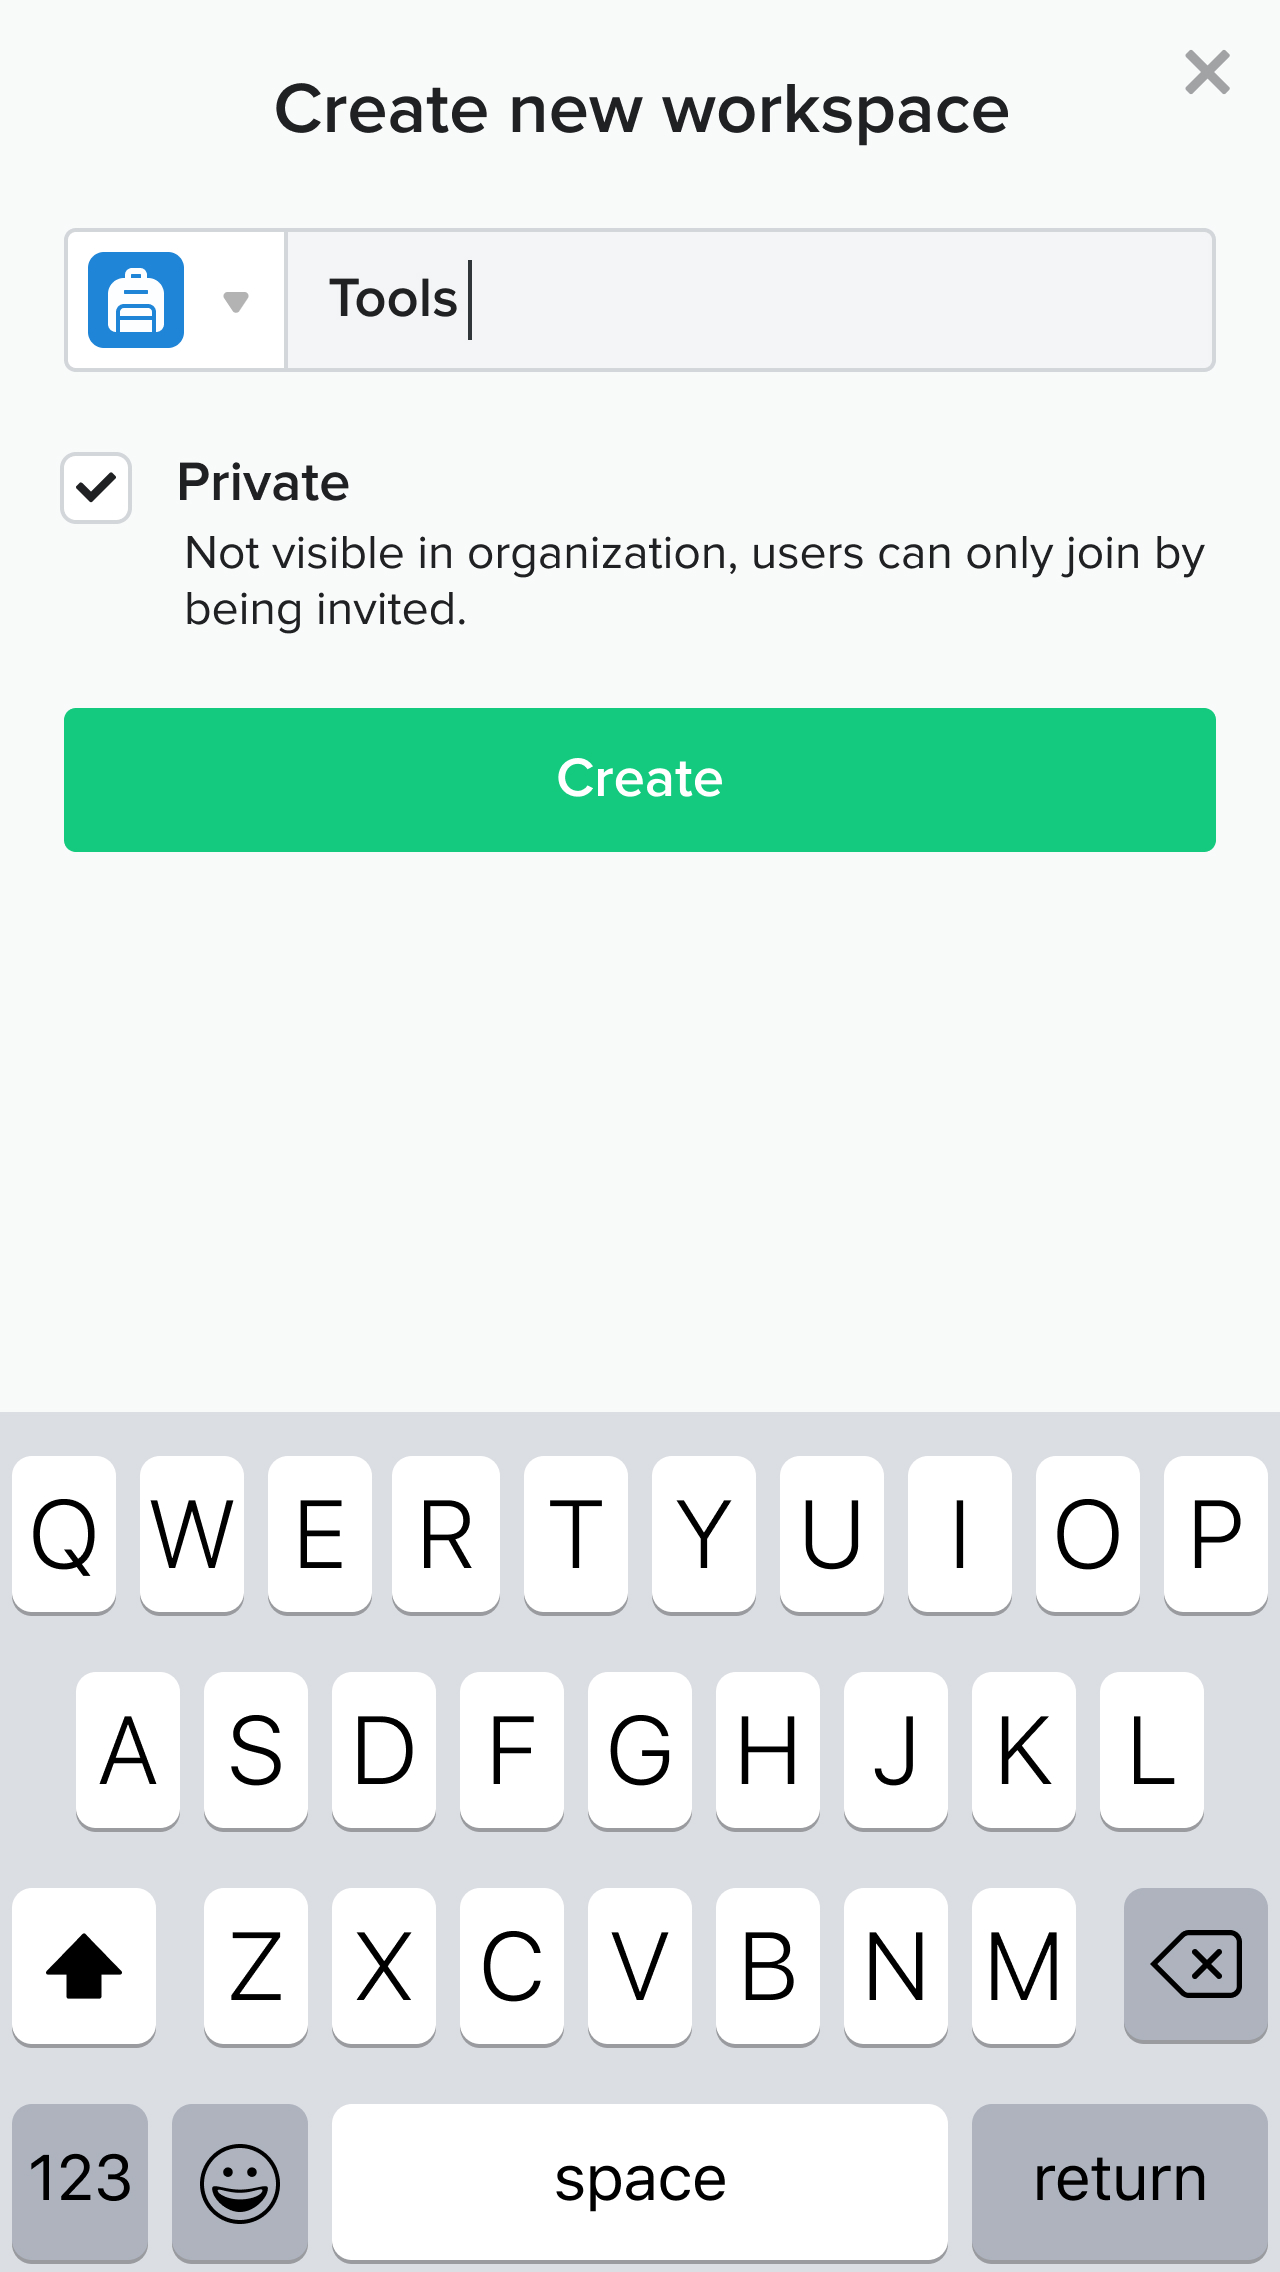 Create new workspace
Tools
Private
Not visible in organization, users can only join by
being invited.
Create
Q W E R T Y U I O P
A S D F G H J K L
Z X C V B N M
123 space return